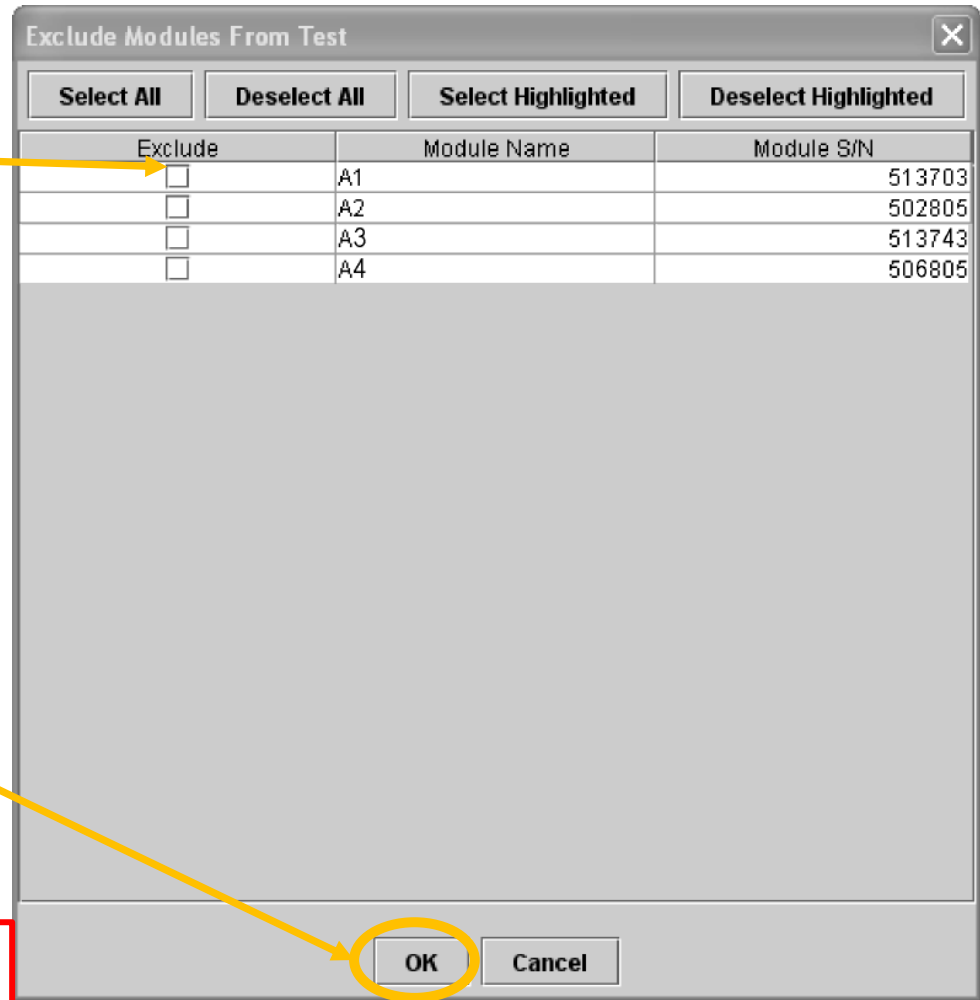 Exclude Modules From Test
Select All Deselect All Select Highlighted Deselect Highlighted
Exclude Module Name Module S/N
A1 513703
A2 502805
A3 513743
A4 506805
OK Cancel